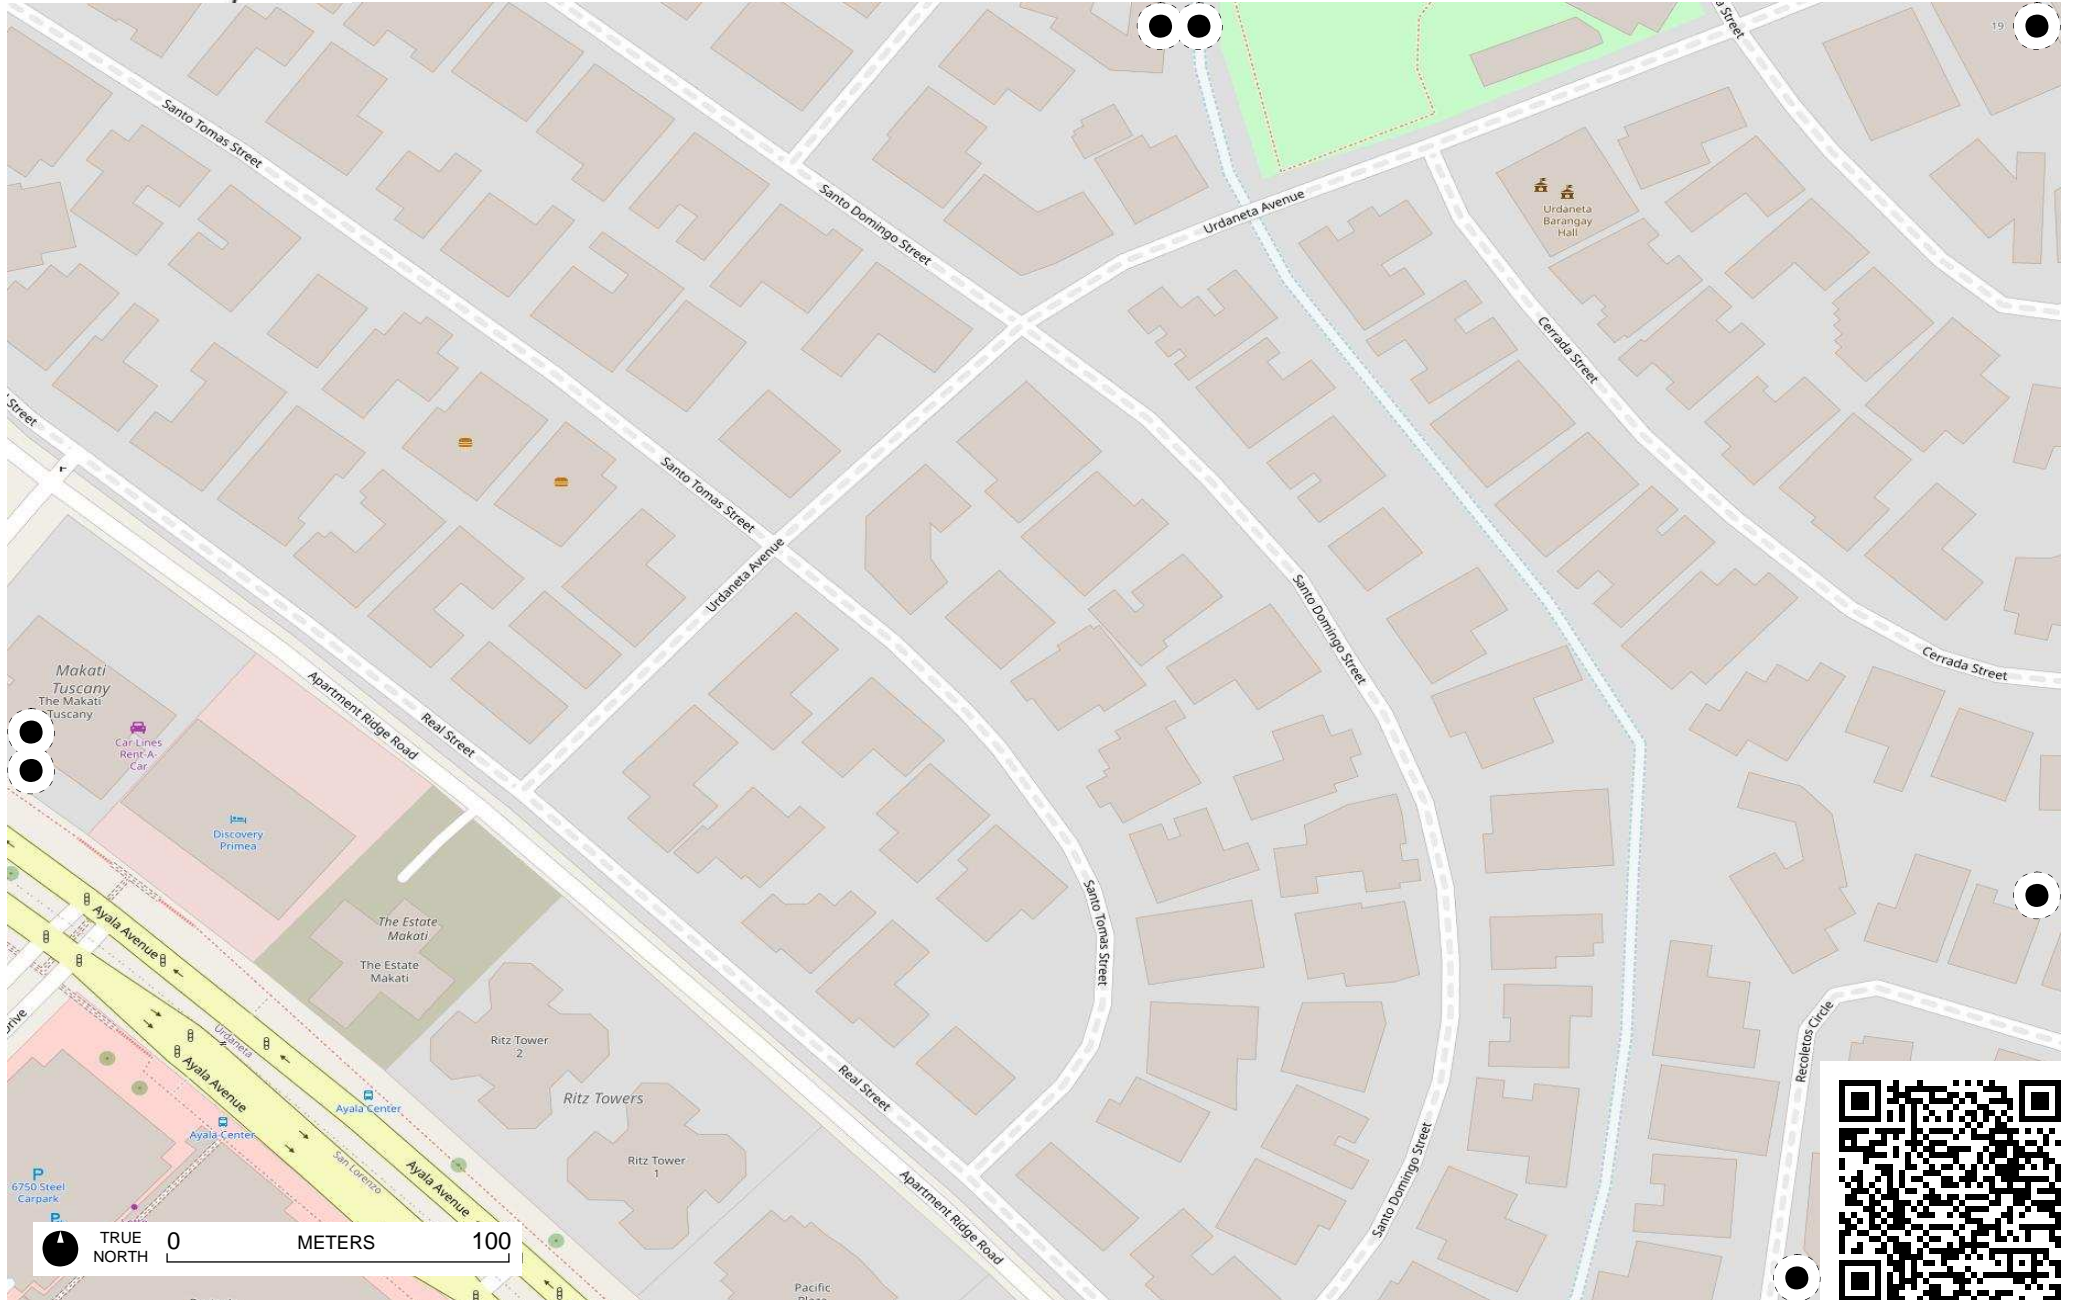 19
Street
Santo Tomas Street
Santo Domingo Street
Urdaneta Avenue
Urdaneta
Barangay
Hall
Cerrada Street
Street
Santo Tomas Street
Urdaneta Avenue
Santo Domingo Street
Cerrada Street
Makati
Tuscany
The Makati
Tuscany
Car Lines
Rent-A-
Car
Apartment Ridge Road
Real Street
Discovery
Primea
Ayala Avenue
The Estate
Makati
The Estate
Makati
Santo Tomas Street
Drive
Urdaneta
Ritz Tower
2
Recoletos Circle
Ayala Avenue
Ayala Center
Ayala Center
Ritz Towers
Real Street
San Lorenzo
Ritz Tower
1
Ayala Avenue
Apartment Ridge Road
Santo Domingo Street
P
6750 Steel
Carpark
P
TRUE
NORTH
0
METERS
100
Pacific